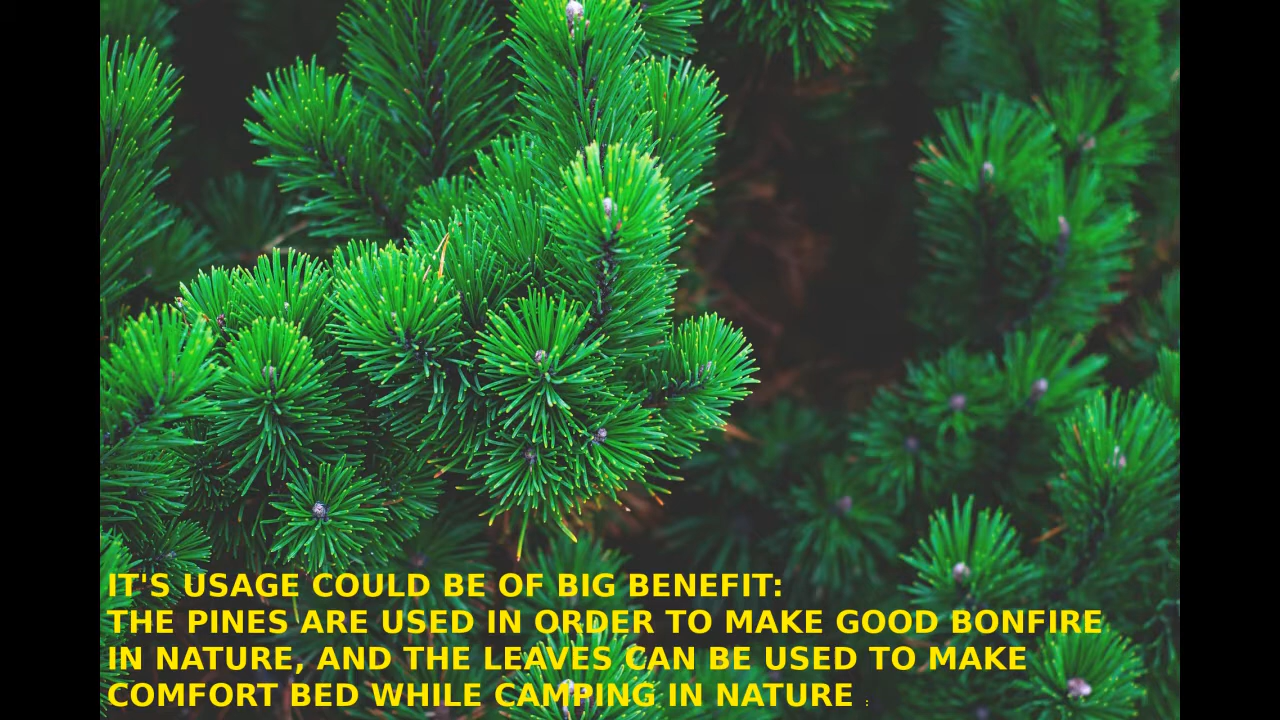 IT'S USAGE COULD BE OF BIG BENEFIT:
THE PINES ARE USED IN ORDER TO MAKE GOOD BONFIRE
IN NATURE, AND THE LEAVES CAN BE USED TO MAKE
COMFORT BED WHILE CAMPING IN NATURE :